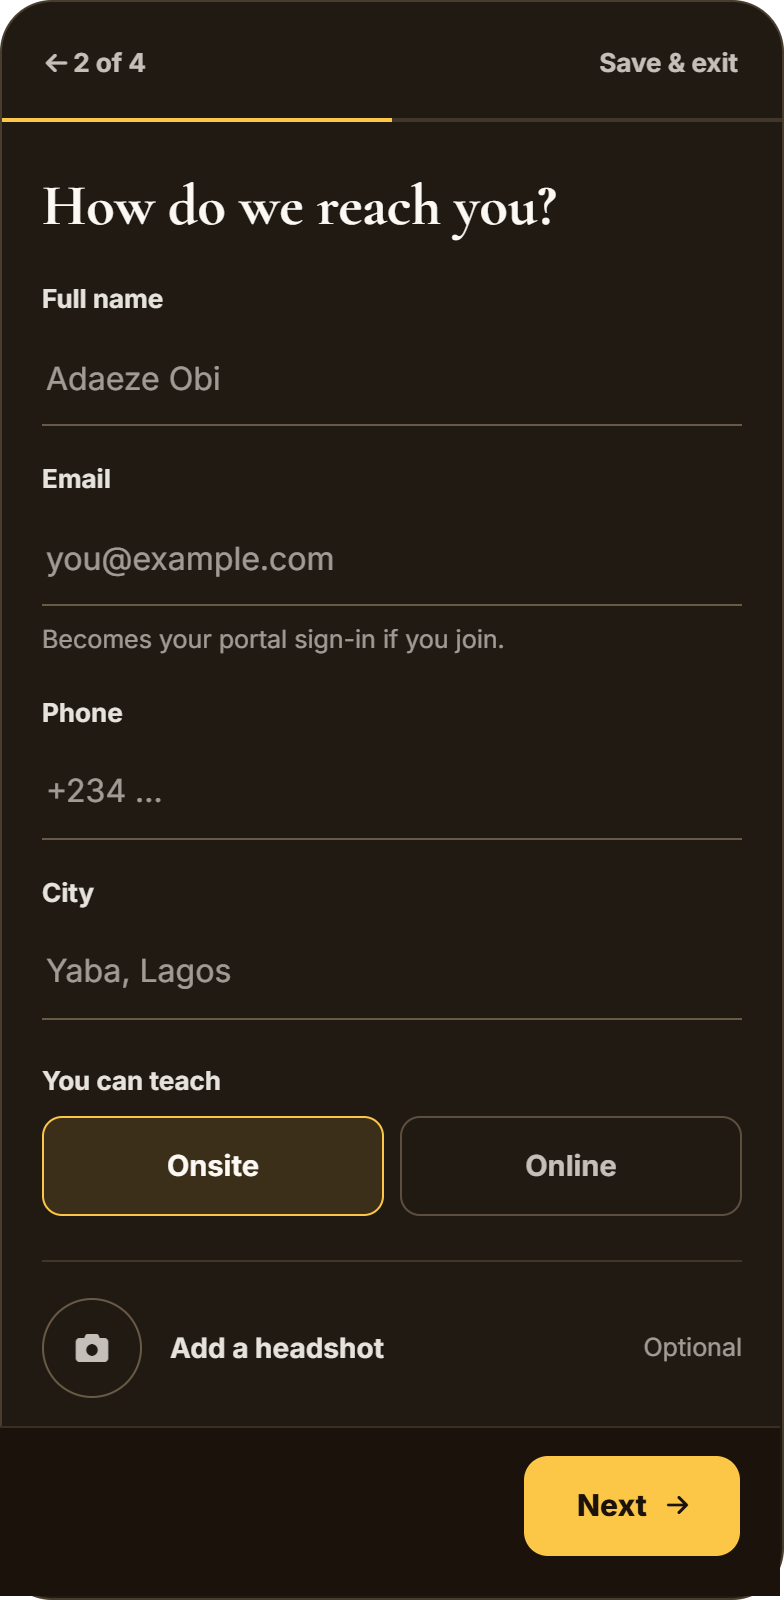 ← 2 of 4
Save & exit
How do we reach you?
Full name
Adaeze Obi
Email
you@example.com
Becomes your portal sign-in if you join.
Phone
+234 ...
City
Yaba, Lagos
You can teach
Onsite
Online
Add a headshot
Optional
Next →